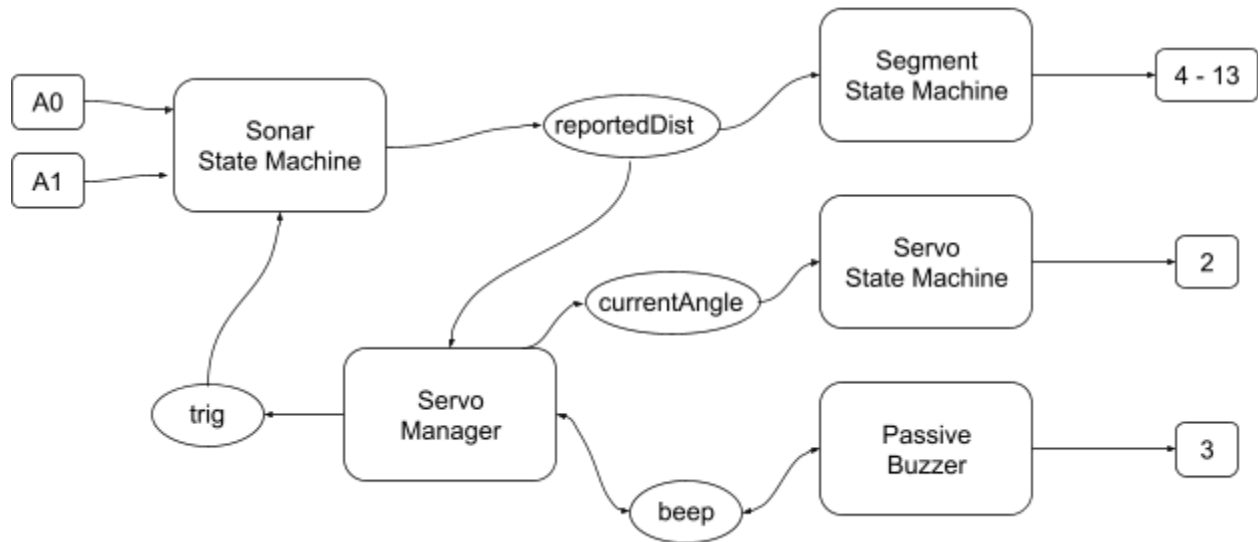 A0
A1
Sonar
State Machine
reportedDist
Segment
State Machine
4 - 13
currentAngle
Servo
State Machine
2
trig
Servo
Manager
beep
Passive
Buzzer
3